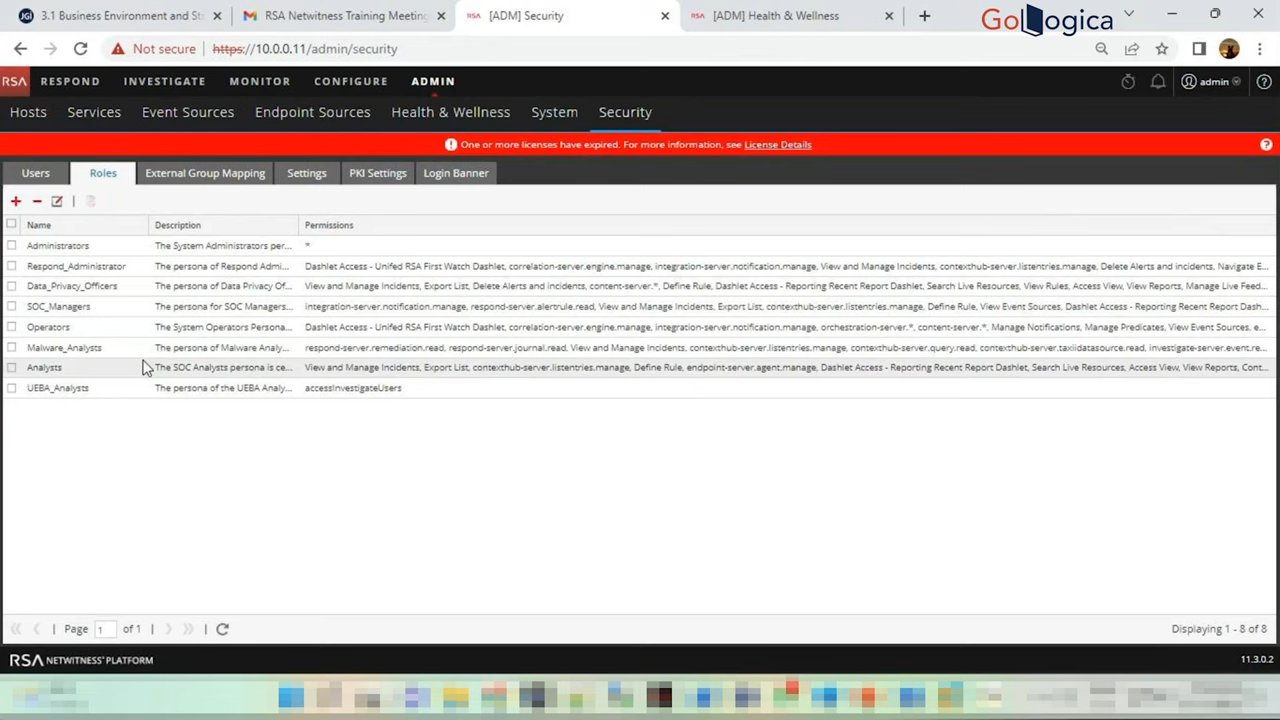 3.1 Business Environment and St
RSA Netwitness Training Meeting
RSA [ADM] Security
RSA [ADM] Health & Wellness
GoLogica
Not secure
https://10.0.0.11/admin/security
RSA RESPOND INVESTIGATE MONITOR CONFIGURE ADMIN
admin
Hosts Services Event Sources Endpoint Sources Health & Wellness System Security
One or more licenses have expired. For more information, see License Details
Users Roles External Group Mapping Settings PKI Settings Login Banner
Name Description Permissions
Administrators The System Administrators per... *
Respond_Administrator The persona of Respond Admi... Dashlet Access - Unifed RSA First Watch Dashlet, correlation-server.engine.manage, integration-server.notification.manage, View and Manage Incidents, contexthub-server.listentries.manage, Delete Alerts and incidents, Navigate E...
Data_Privacy_Officers The persona of Data Privacy Of... View and Manage Incidents, Export List, Delete Alerts and incidents, content-server.*, Define Rule, Dashlet Access - Reporting Recent Report Dashlet, Search Live Resources, View Rules, Access View, View Reports, Manage Live Feed...
SOC_Managers The persona for SOC Managers... integration-server.notification.manage, respond-server.alertrule.read, View and Manage Incidents, Export List, contexthub-server.listentries.manage, Define Rule, View Event Sources, Dashlet Access - Reporting Recent Report Dash...
Operators The System Operators Persona... Dashlet Access - Unifed RSA First Watch Dashlet, correlation-server.engine.manage, integration-server.notification.manage, orchestration-server.*, content-server.*, Manage Notifications, Manage Predicates, View Event Sources, e...
Malware_Analysts The persona of Malware Analy... respond-server.remediation.read, respond-server.journal.read, View and Manage Incidents, contexthub-server.listentries.manage, contexthub-server.query.read, contexthub-server.taxiidatasource.read, investigate-server.event.re...
Analysts The SOC Analysts persona is ce... View and Manage Incidents, Export List, contexthub-server.listentries.manage, Define Rule, endpoint-server.agent.manage, Dashlet Access - Reporting Recent Report Dashlet, Search Live Resources, Access View, View Reports, Cont...
UEBA_Analysts The persona of the UEBA Analy... accessInvestigateUsers
Page 1 of 1
Displaying 1 - 8 of 8
RSA NETWITNESS® PLATFORM
11.3.0.2